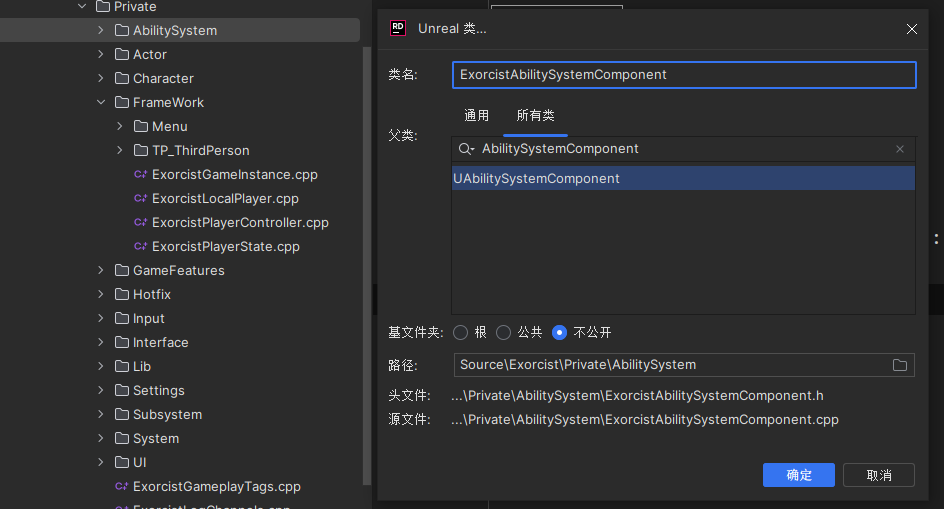 Private
AbilitySystem
Actor
Character
FrameWork
Menu
TP_ThirdPerson
ExorcistGameInstance.cpp
ExorcistLocalPlayer.cpp
ExorcistPlayerController.cpp
ExorcistPlayerState.cpp
GameFeatures
Hotfix
Input
Interface
Lib
Settings
Subsystem
System
UI
ExorcistGameplayTags.cpp
ExorcistLogChannels.cpp
RD
Unreal 类...
类名: ExorcistAbilitySystemComponent
通用 所有类
父类:
AbilitySystemComponent
UAbilitySystemComponent
基文件夹: 根 公共 不公开
路径: Source\Exorcist\Private\AbilitySystem
头文件: ...\Private\AbilitySystem\ExorcistAbilitySystemComponent.h
源文件: ...\Private\AbilitySystem\ExorcistAbilitySystemComponent.cpp
确定 取消